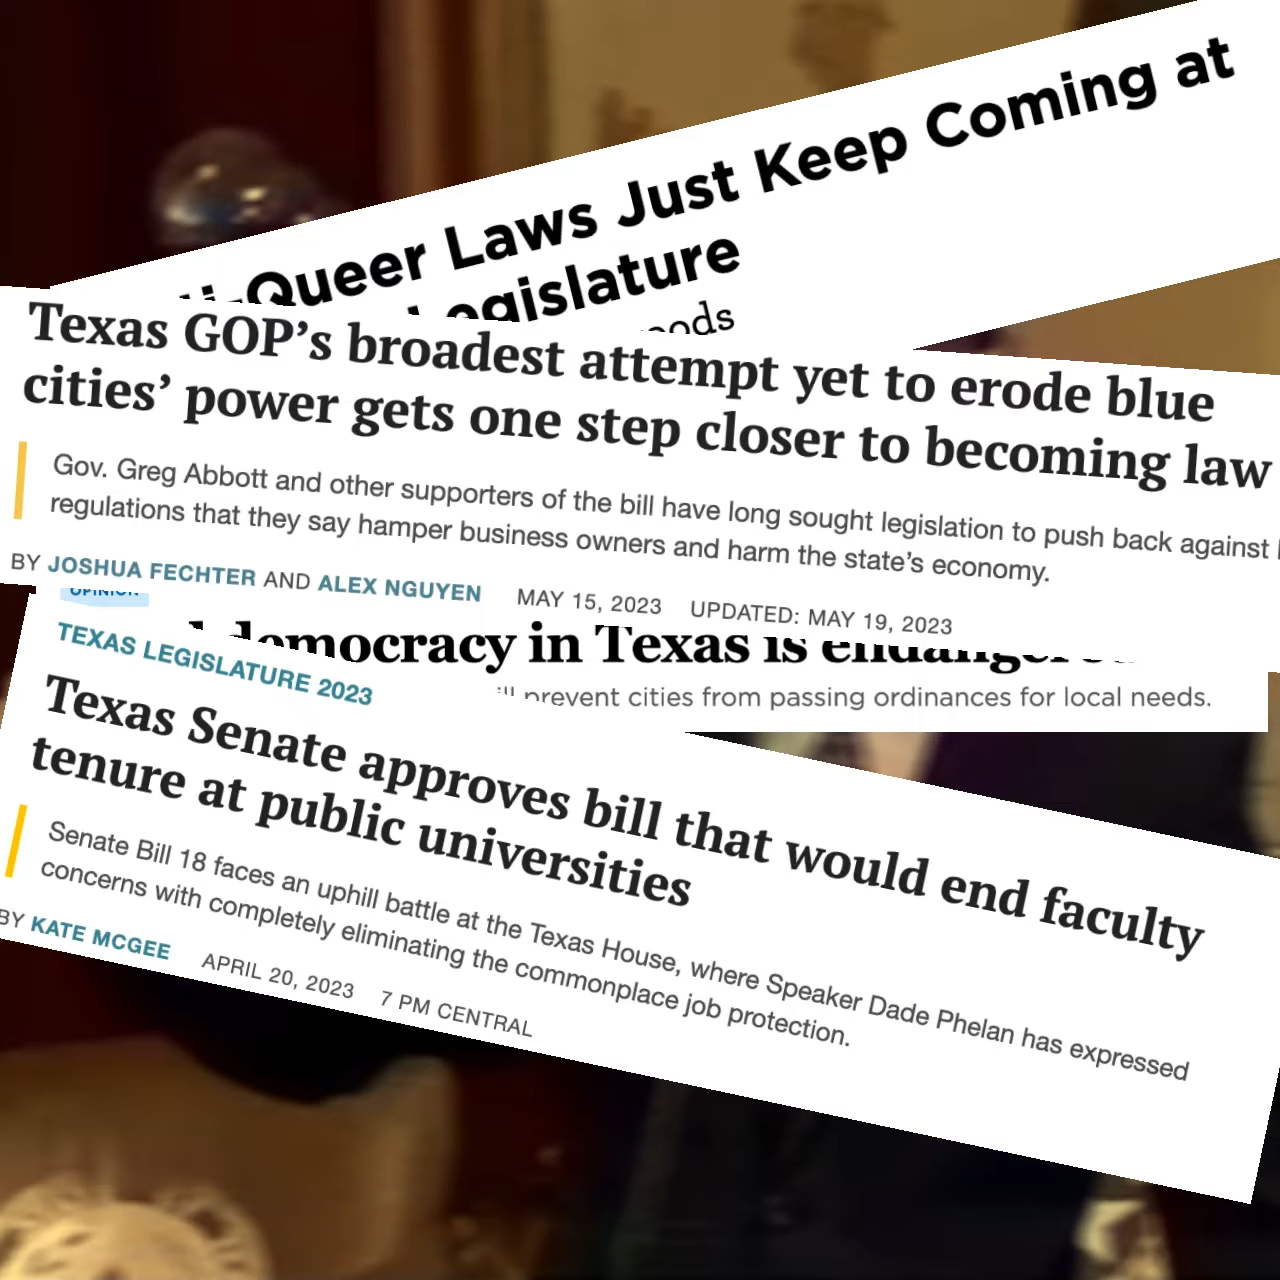 Queer Laws Just Keep Coming at
Legislature
Texas GOP’s broadest attempt yet to erode blue
cities’ power gets one step closer to becoming law
Gov. Greg Abbott and other supporters of the bill have long sought legislation to push back against
regulations that they say hamper business owners and harm the state’s economy.
BY JOSHUA FECHTER AND ALEX NGUYEN MAY 15, 2023 UPDATED: MAY 19, 2023
OPINION
democracy in Texas is endangered
prevent cities from passing ordinances for local needs.
TEXAS LEGISLATURE 2023
Texas Senate approves bill that would end faculty
tenure at public universities
Senate Bill 18 faces an uphill battle at the Texas House, where Speaker Dade Phelan has expressed
concerns with completely eliminating the commonplace job protection.
BY KATE MCGEE APRIL 20, 2023 7 PM CENTRAL